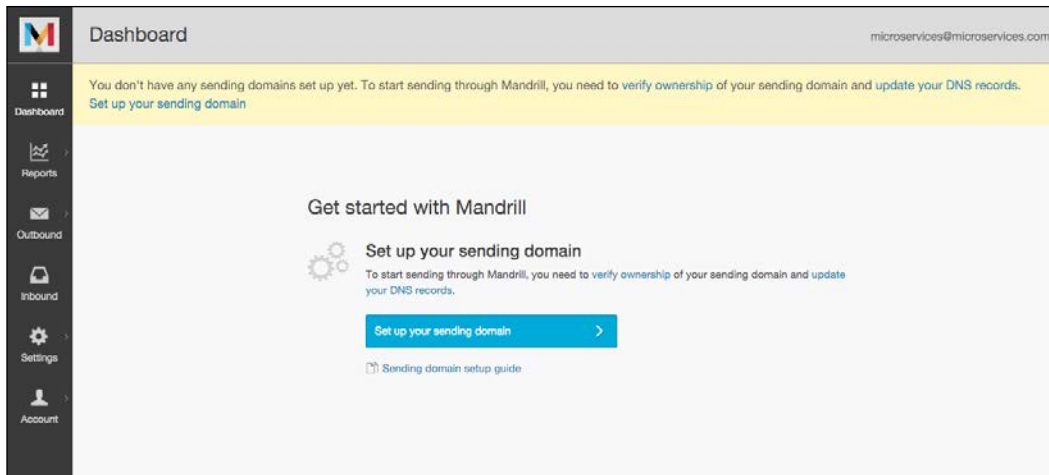 Dashboard
microservices@microservices.com
You don't have any sending domains set up yet. To start sending through Mandrill, you need to verify ownership of your sending domain and update your DNS records.
Set up your sending domain
Dashboard
Reports
Outbound
Inbound
Settings
Account
Get started with Mandrill
Set up your sending domain
To start sending through Mandrill, you need to verify ownership of your sending domain and update
your DNS records.
Set up your sending domain
Sending domain setup guide